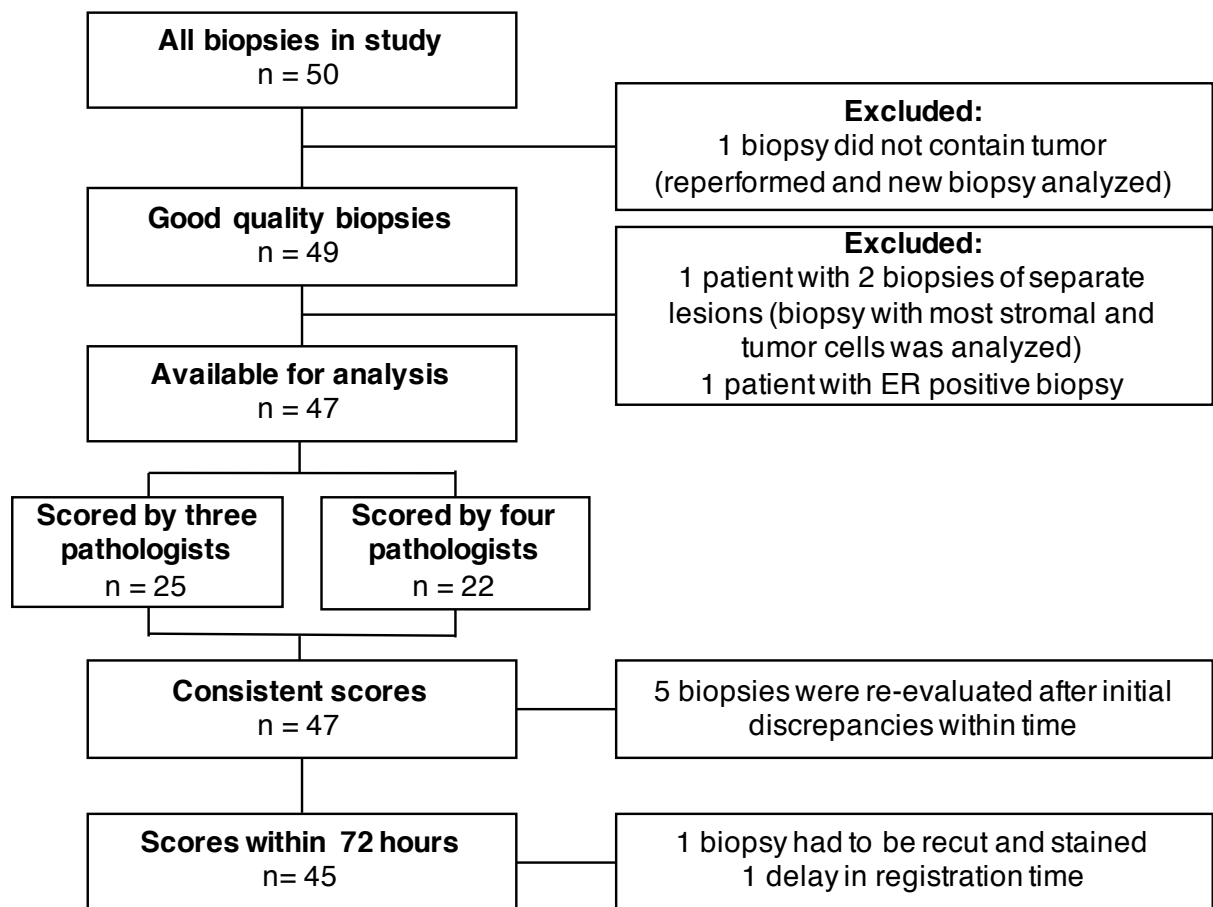 All biopsies in study
n = 50
Excluded:
1 biopsy did not contain tumor
(reperformed and new biopsy analyzed)
Good quality biopsies
n = 49
Excluded:
1 patient with 2 biopsies of separate
lesions (biopsy with most stromal and
tumor cells was analyzed)
1 patient with ER positive biopsy
Available for analysis
n = 47
Scored by three
pathologists
n = 25
Scored by four
pathologists
n = 22
Consistent scores
n = 47
5 biopsies were re-evaluated after initial
discrepancies within time
Scores within 72 hours
n= 45
1 biopsy had to be recut and stained
1 delay in registration time